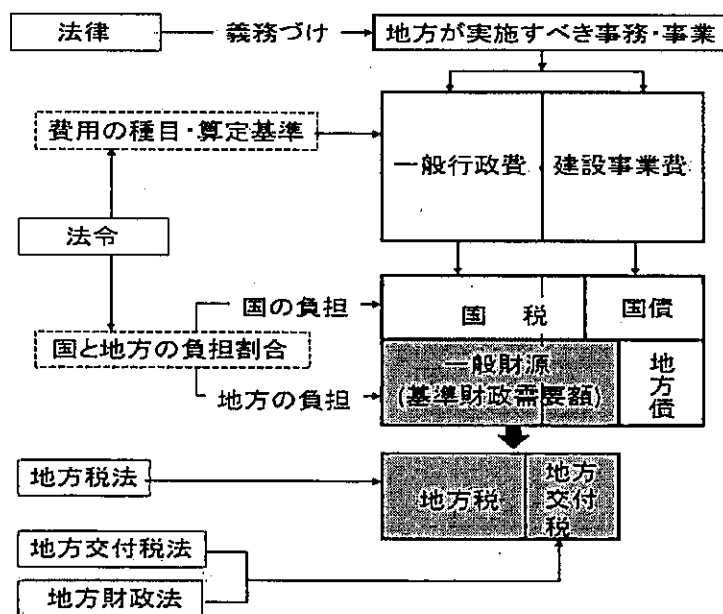 法律
義務づけ
地方が実施すべき事務・事業
費用の種目・算定基準
一般行政費
建設事業費
法令
国の負担
国税
国債
国と地方の負担割合
一般財源
(基準財政需要額)
地方債
地方の負担
地方税法
地方税
地方
交付
税
地方交付税法
地方財政法